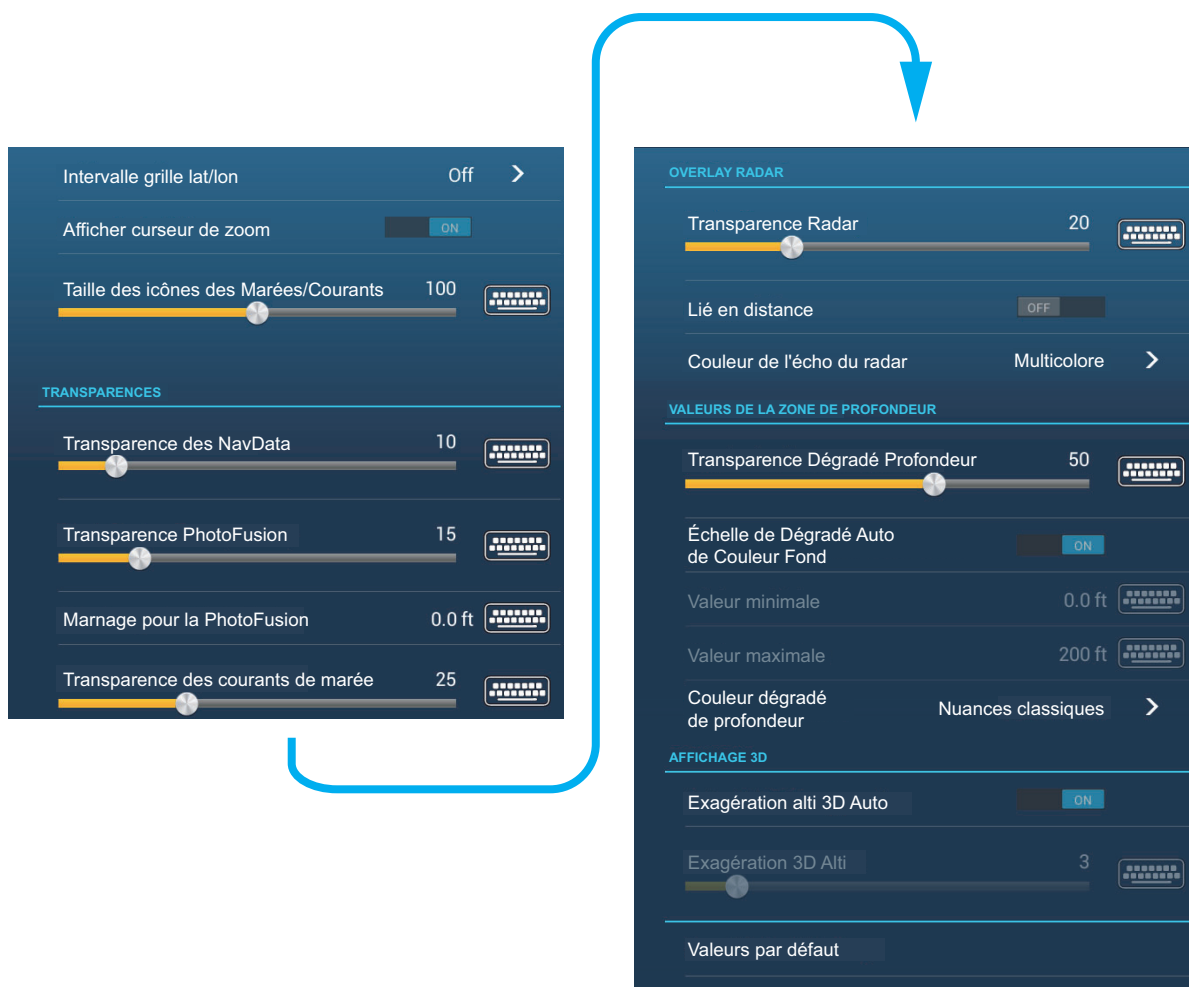 Intervalle grille lat/lon Off
Afficher curseur de zoom ON
Taille des icônes des Marées/Courants 100
TRANSPARENCES
Transparence des NavData 10
Transparence PhotoFusion 15
Marnage pour la PhotoFusion 0.0 ft
Transparence des courants de marée 25
OVERLAY RADAR
Transparence Radar 20
Lié en distance OFF
Couleur de l'écho du radar Multicolore
VALEURS DE LA ZONE DE PROFONDEUR
Transparence Dégradé Profondeur 50
Échelle de Dégradé Auto
de Couleur Fond ON
Valeur minimale 0.0 ft
Valeur maximale 200 ft
Couleur dégradé
de profondeur Nuances classiques
AFFICHAGE 3D
Exagération alti 3D Auto ON
Exagération 3D Alti 3
Valeurs par défaut